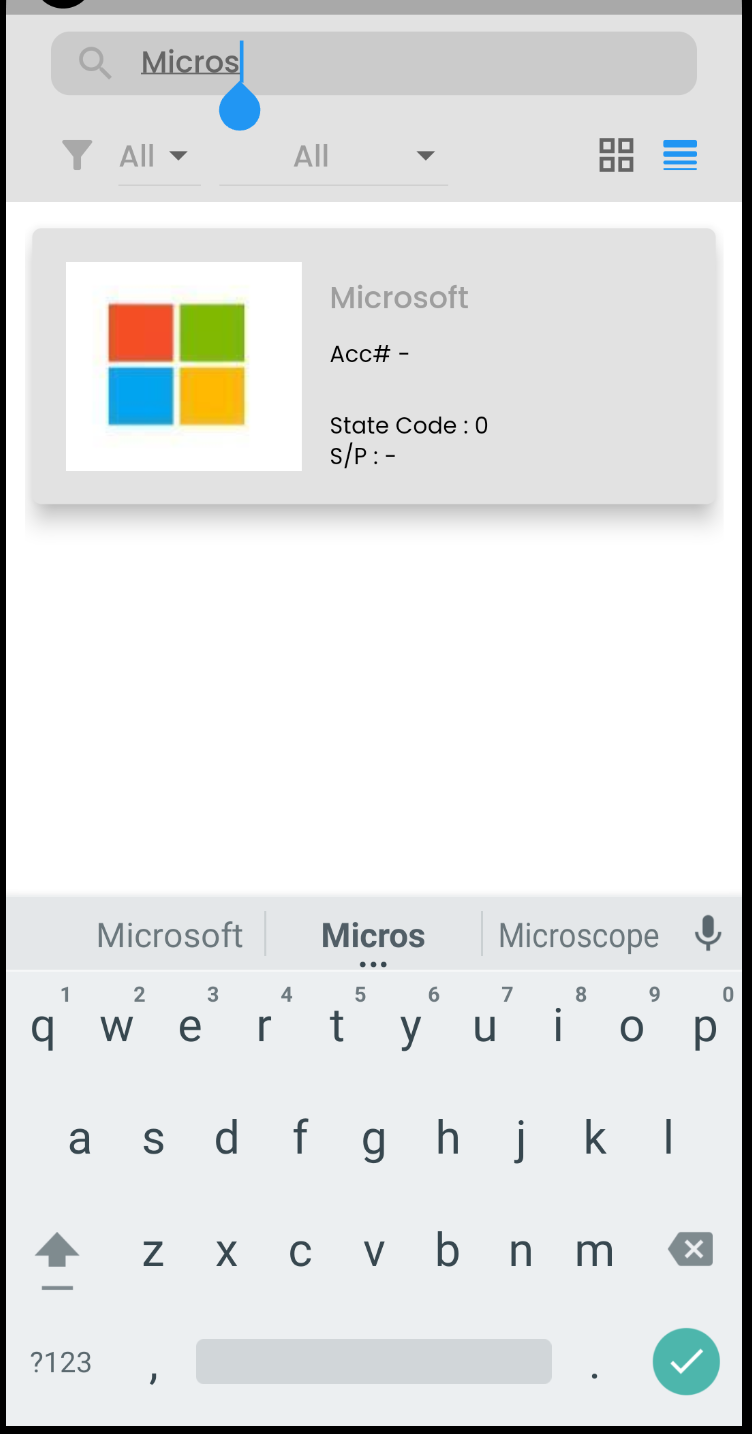 Micros
All All
Microsoft
Acc# -
State Code : 0
S/P : -
Microsoft Micros Microscope
1 2 3 4 5 6 7 8 9 0
q w e r t y u i o p
a s d f g h j k l
z x c v b n m
?123 , .